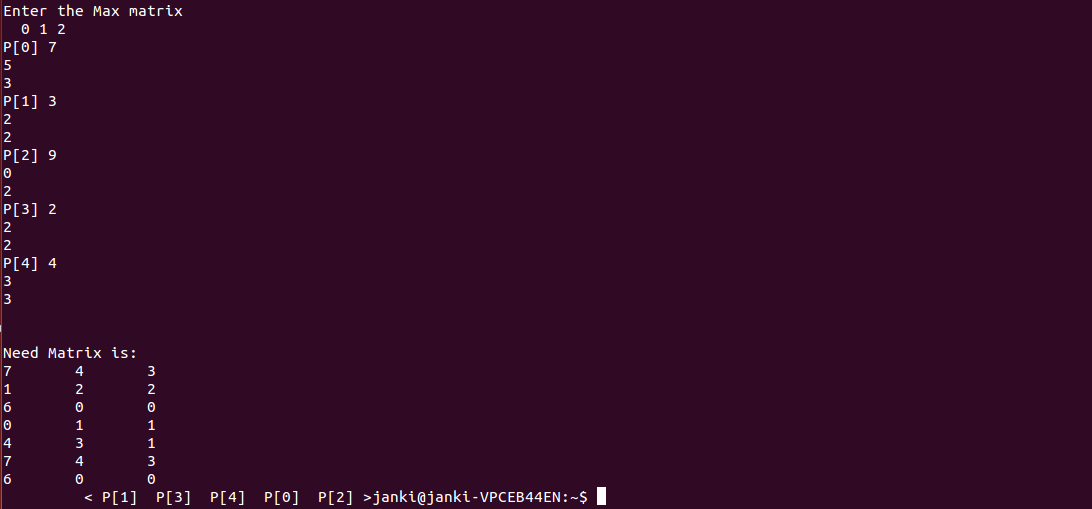 Enter the Max matrix
0 1 2
P[0] 7
5
3
P[1] 3
2
2
P[2] 9
0
2
P[3] 2
2
2
P[4] 4
3
3
Need Matrix is:
7 4 3
1 2 2
6 0 0
0 1 1
4 3 1
7 4 3
6 0 0
< P[1] P[3] P[4] P[0] P[2] >janki@janki-VPCEB44EN:~$